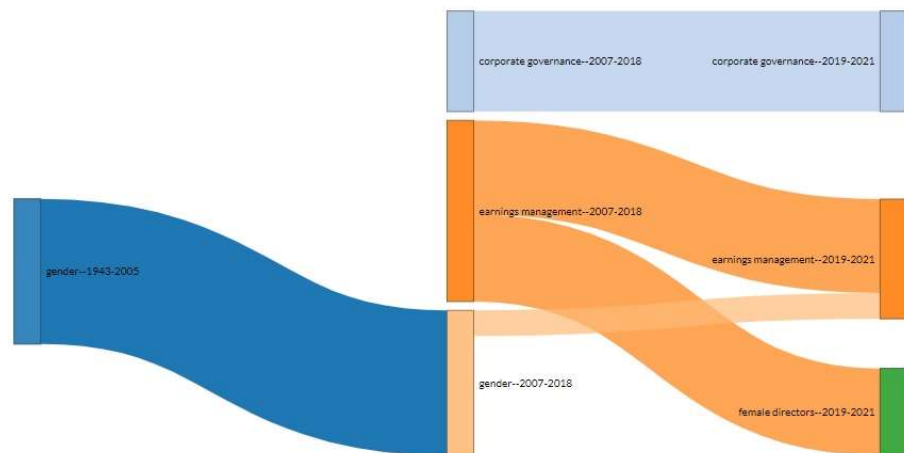 corporate governance--2007-2018
corporate governance--2019-2021
earnings management--2007-2018
earnings management--2019-2021
gender--1943-2005
gender--2007-2018
female directors--2019-2021